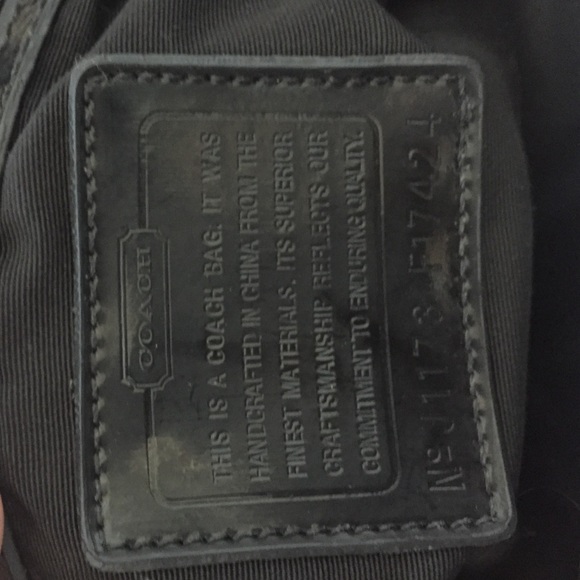 COACH
THIS IS A COACH BAG. IT WAS
HANDCRAFTED IN CHINA FROM THE
FINEST MATERIALS. ITS SUPERIOR
CRAFTSMANSHIP REFLECTS OUR
COMMITMENT TO ENDURING QUALITY.
Nº J1173-F17424